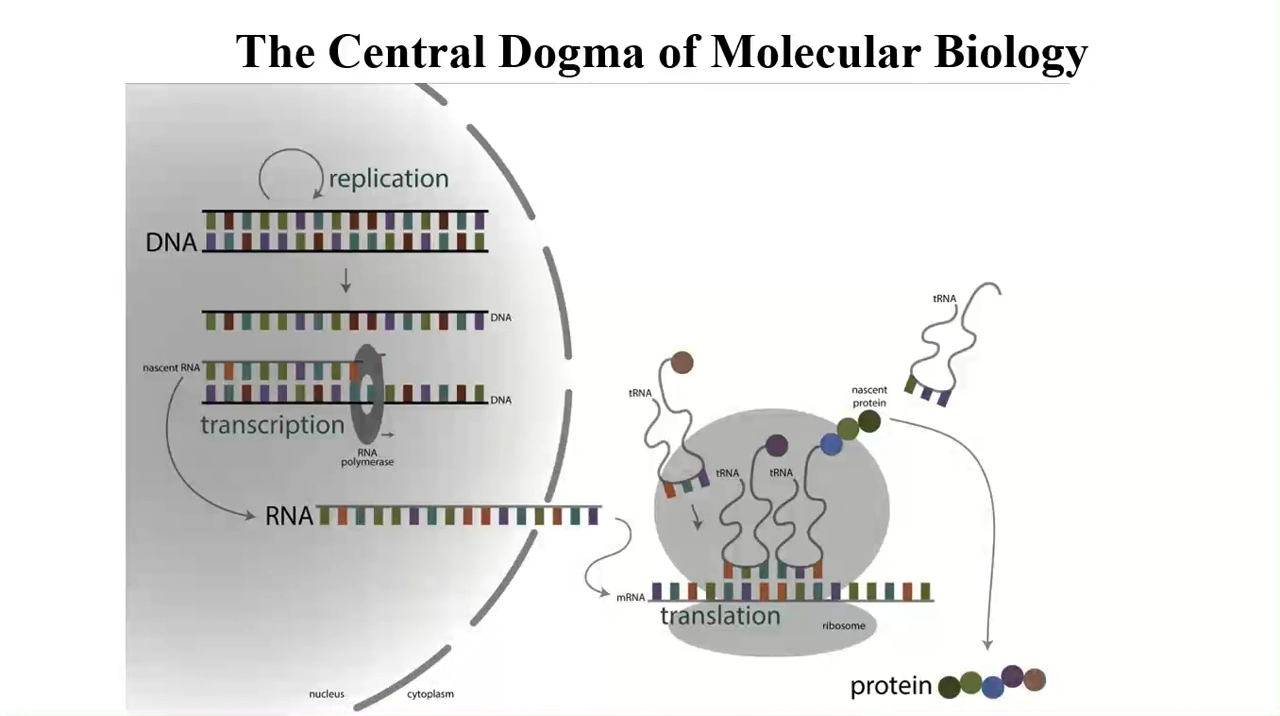 The Central Dogma of Molecular Biology
replication
DNA
DNA
nascent RNA
DNA
transcription
RNA
polymerase
RNA
nucleus
cytoplasm
tRNA
tRNA
nascent
protein
tRNA
tRNA
mRNA
translation
ribosome
protein